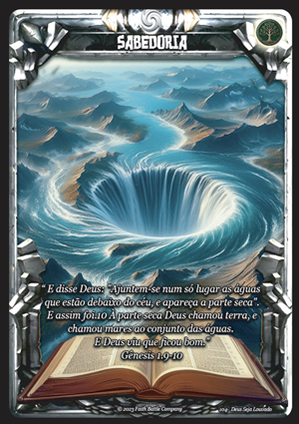 SABEDORIA
"E disse Deus: "Ajuntem-se num só lugar as águas
que estão debaixo do céu, e apareça a parte seca".
E assim foi:10 À parte seca Deus chamou terra, e
chamou mares ao conjunto das águas.
E Deus viu que ficou bom."
Gênesis 1.9-10
© 2023 Faith Battle Company
Deus Seja Louvado